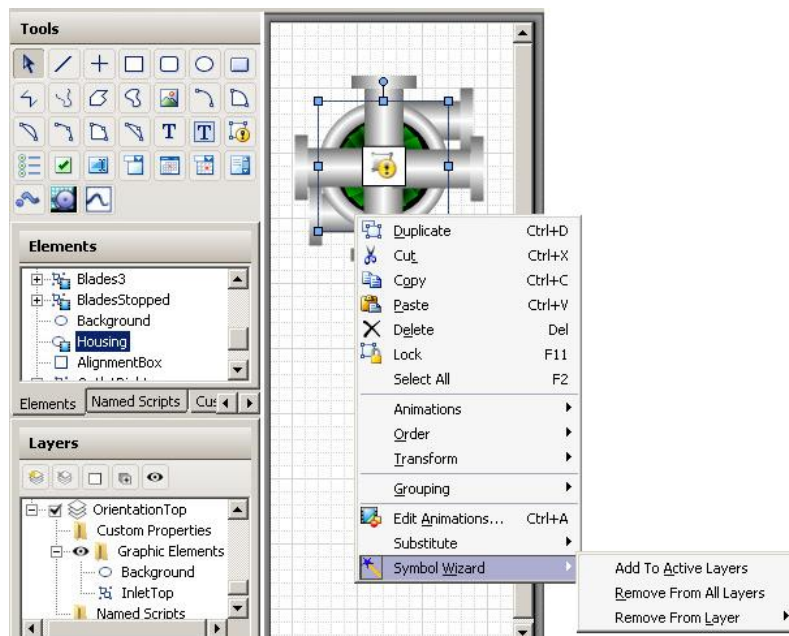 Tools
T
T
Elements
Blades3
BladesStopped
Background
Housing
AlignmentBox
Elements
Named Scripts
Layers
OrientationTop
Custom Properties
Graphic Elements
Background
InletTop
Named Scripts
Duplicate Ctrl+D
Cut Ctrl+X
Copy Ctrl+C
Paste Ctrl+V
Delete Del
Lock F11
Select All F2
Animations
Order
Transform
Grouping
Edit Animations... Ctrl+A
Substitute
Symbol Wizard
Add To Active Layers
Remove From All Layers
Remove From Layer